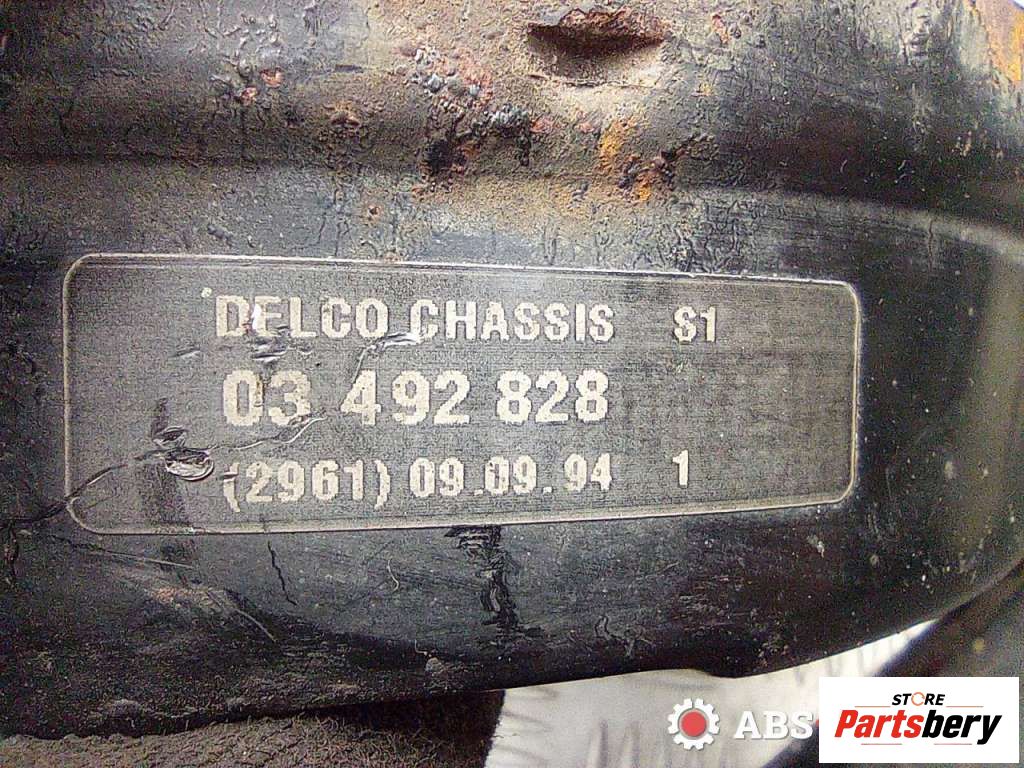 DELCO CHASSIS S1
03 492 828
(2961) 09.09.94 1
ABS
STORE
Partsbery